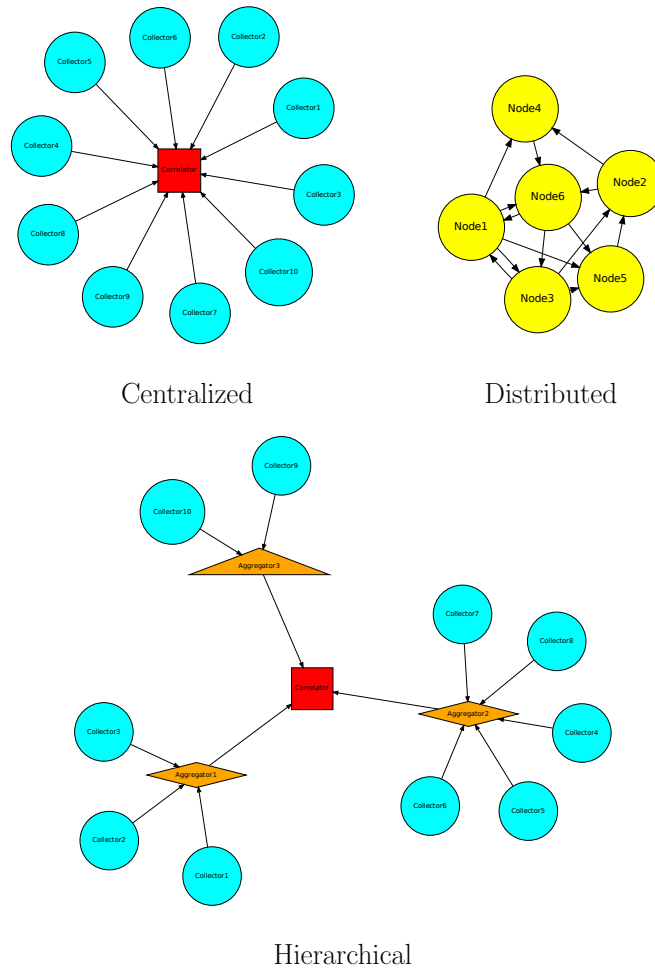 Collector6
Collector2
Collector5
Collector1
Collector4
Correlator
Collector3
Collector8
Collector10
Collector9
Collector7
Node4
Node2
Node6
Node1
Node5
Node3
Centralized
Distributed
Collector9
Collector10
Aggregator3
Collector7
Collector8
Correlator
Aggregator2
Collector3
Collector4
Aggregator1
Collector6
Collector5
Collector2
Collector1
Hierarchical